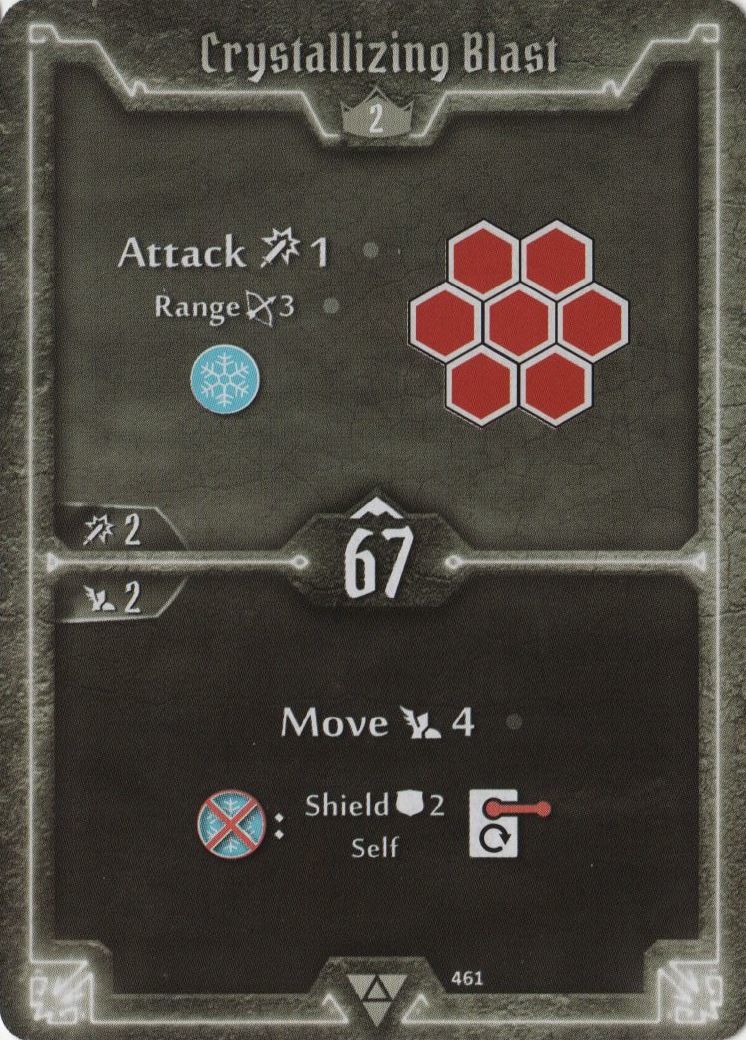 Crystallizing Blast
2
Attack 1
Range 3
2
67
2
Move 4
: Shield 2
Self
461